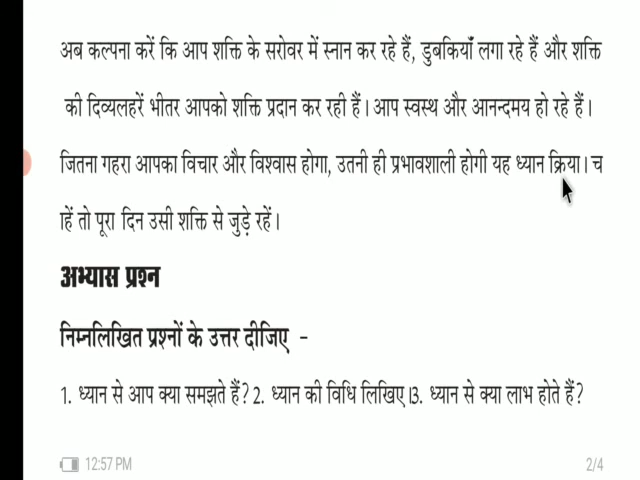 अब कल्पना करें कि आप शक्ति के सरोवर में स्नान कर रहे हैं, डुबकियाँ लगा रहे हैं और शक्ति
की दिव्यलहरें भीतर आपको शक्ति प्रदान कर रही हैं। आप स्वस्थ और आनन्दमय हो रहे हैं।
जितना गहरा आपका विचार और विश्वास होगा, उतनी ही प्रभावशाली होगी यह ध्यान क्रिया। च
ाहें तो पूरा दिन उसी शक्ति से जुड़े रहें।
अभ्यास प्रश्न
निम्नलिखित प्रश्नों के उत्तर दीजिए -
1. ध्यान से आप क्या समझते हैं? 2. ध्यान की विधि लिखिए।3. ध्यान से क्या लाभ होते हैं?
12:57 PM 2/4